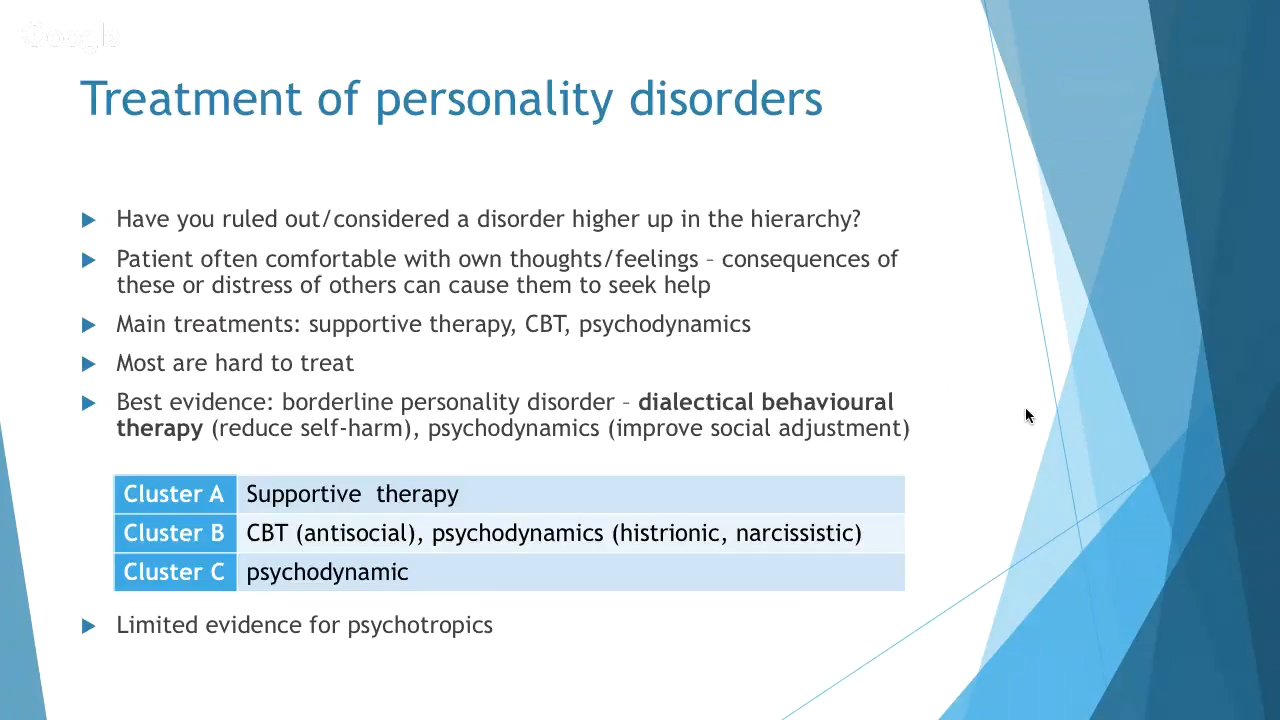 Google
Treatment of personality disorders
Have you ruled out/considered a disorder higher up in the hierarchy?
Patient often comfortable with own thoughts/feelings – consequences of
these or distress of others can cause them to seek help
Main treatments: supportive therapy, CBT, psychodynamics
Most are hard to treat
Best evidence: borderline personality disorder – dialectical behavioural
therapy (reduce self-harm), psychodynamics (improve social adjustment)
Cluster A Supportive therapy
Cluster B CBT (antisocial), psychodynamics (histrionic, narcissistic)
Cluster C psychodynamic
Limited evidence for psychotropics